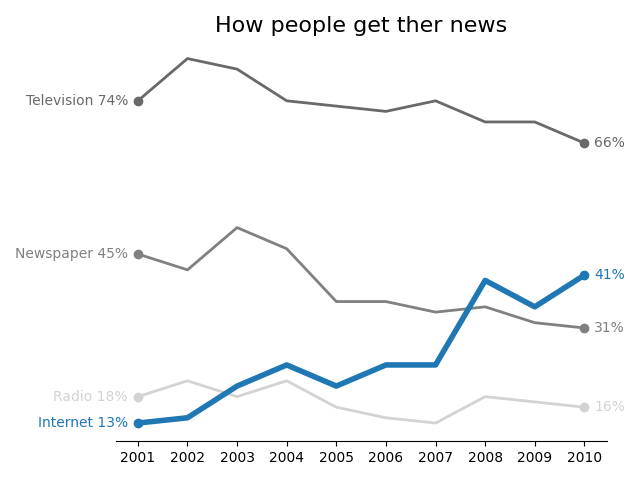 How people get ther news
Television 74%
66%
Newspaper 45%
41%
31%
Radio 18%
16%
Internet 13%
2001 2002 2003 2004 2005 2006 2007 2008 2009 2010